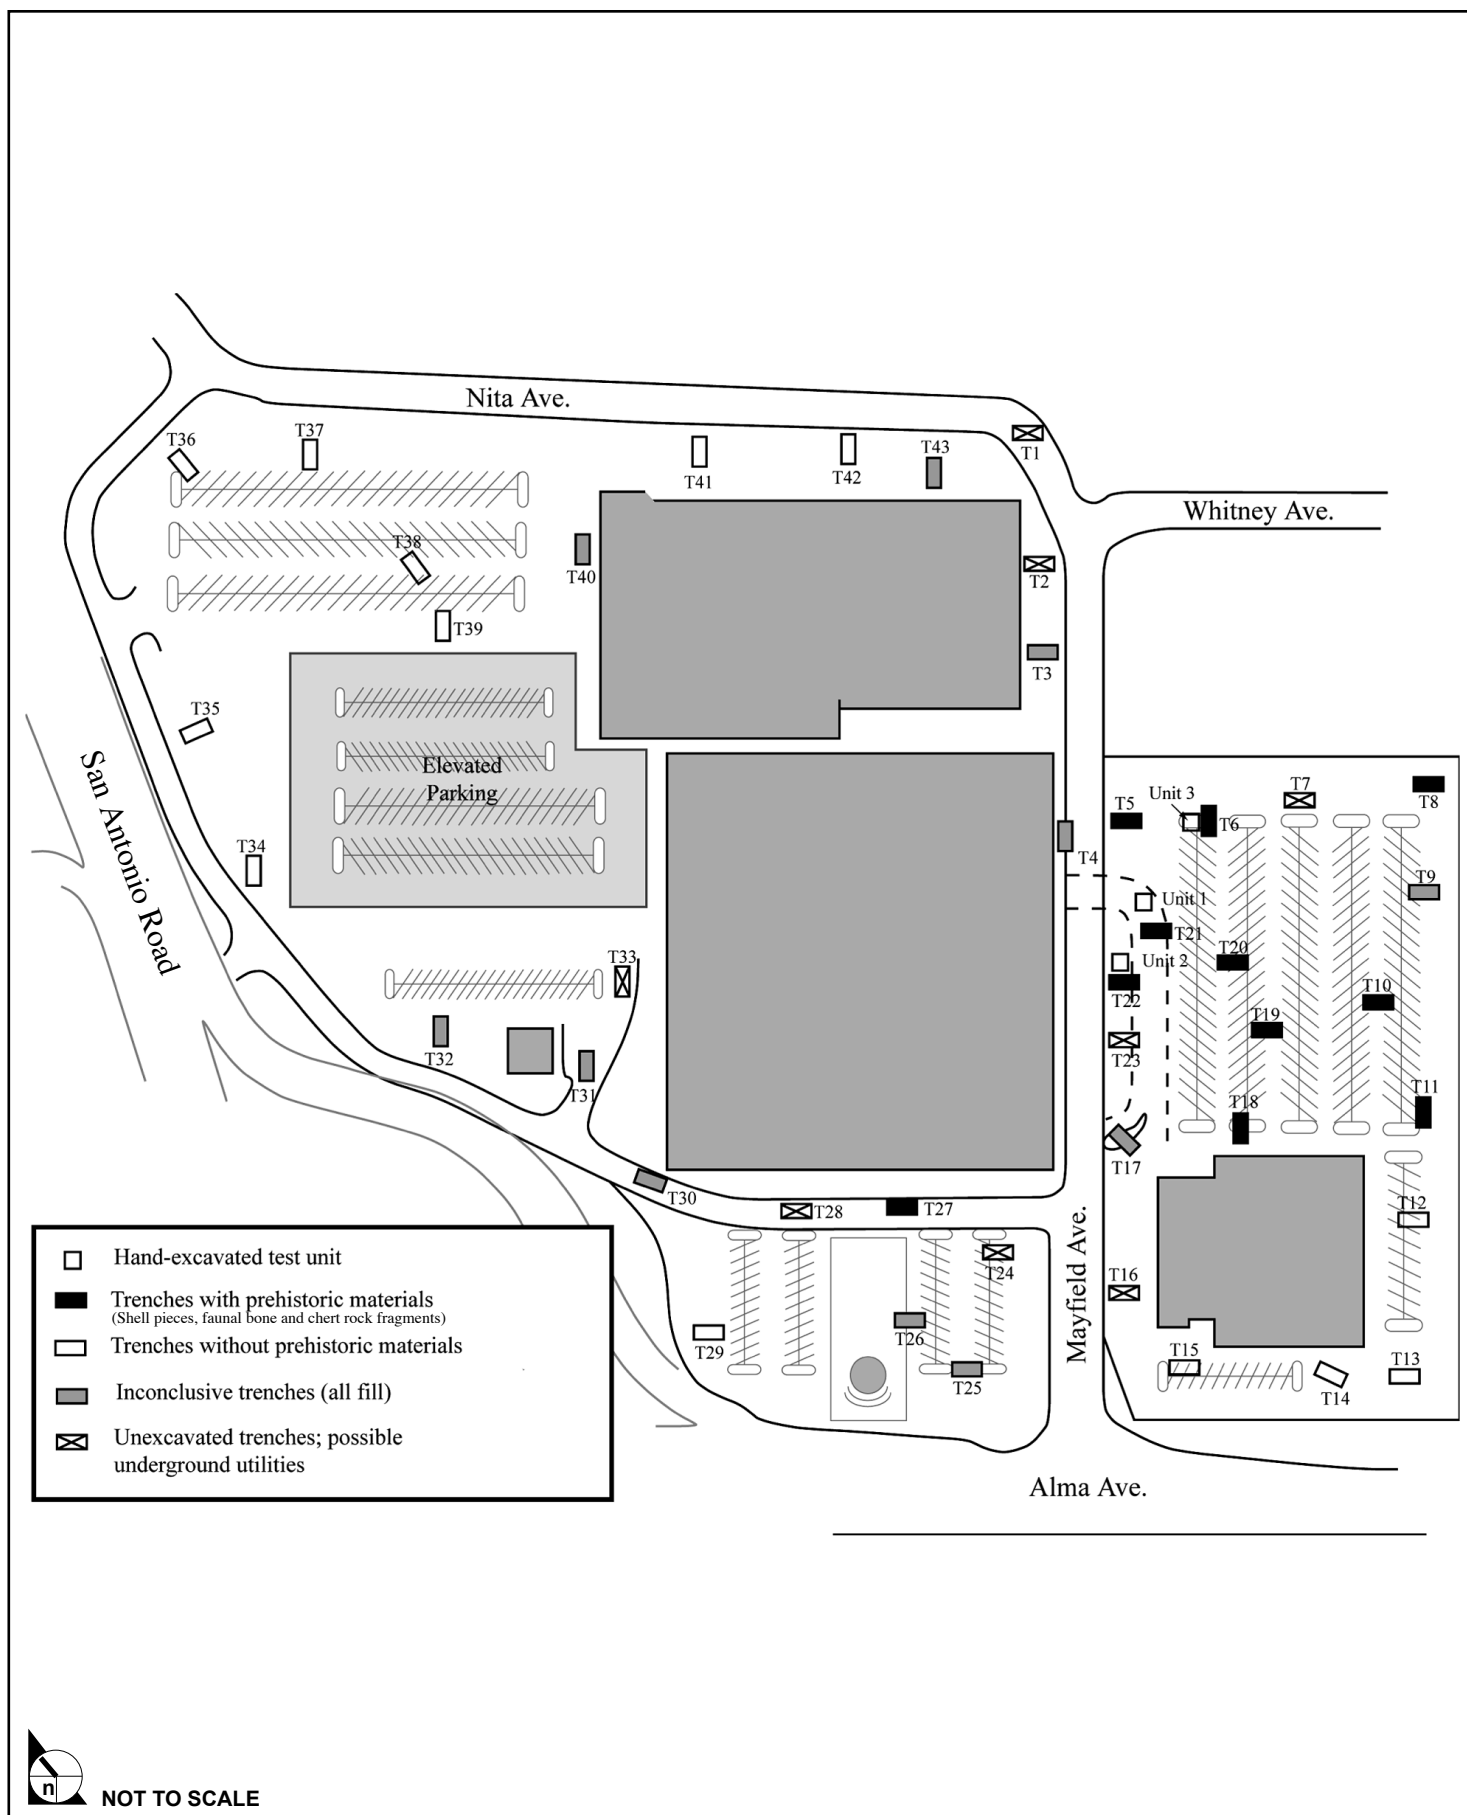 Nita Ave.
T36
T37
T41
T42
T43
T1
Whitney Ave.
T38
T40
T2
T39
T3
T35
San Antonio Road
Elevated
Parking
T7
Unit 3
T5
T6
T8
T34
T4
T9
Unit 1
T21
T20
T33
Unit 2
T22
T10
T19
T32
T23
T31
T18
T11
T17
T30
T28
T27
T12
Mayfield Ave.
T24
T16
T29
T26
T25
T15
T14
T13
Alma Ave.
Hand-excavated test unit
Trenches with prehistoric materials
(Shell pieces, faunal bone and chert rock fragments)
Trenches without prehistoric materials
Inconclusive trenches (all fill)
Unexcavated trenches; possible
underground utilities
n
NOT TO SCALE